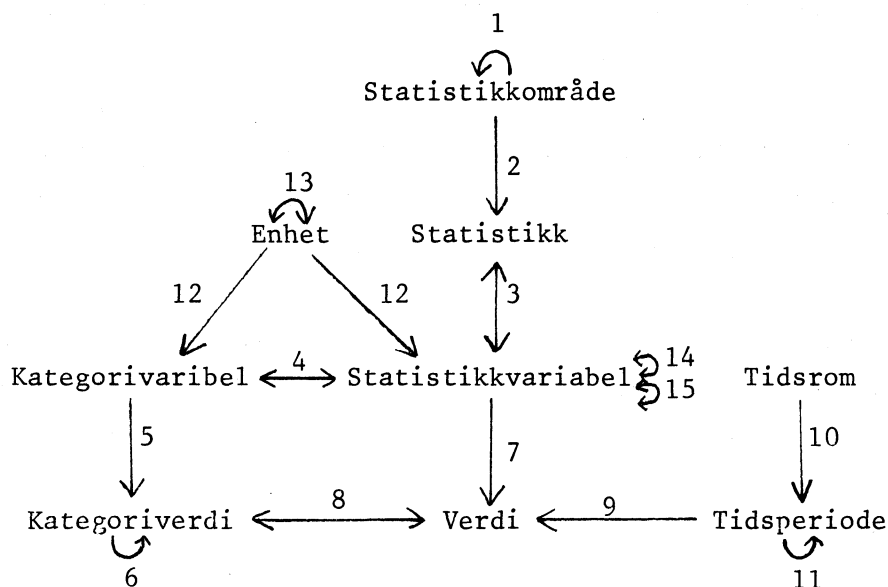 1
Statistikkområde
2
13
Enhet Statistikk
12 12 3
Kategorivaribel 4 Statistikkvariabel 14 15 Tidsrom
5 7 10
Kategoriverdi 8 Verdi 9 Tidsperiode
6 11